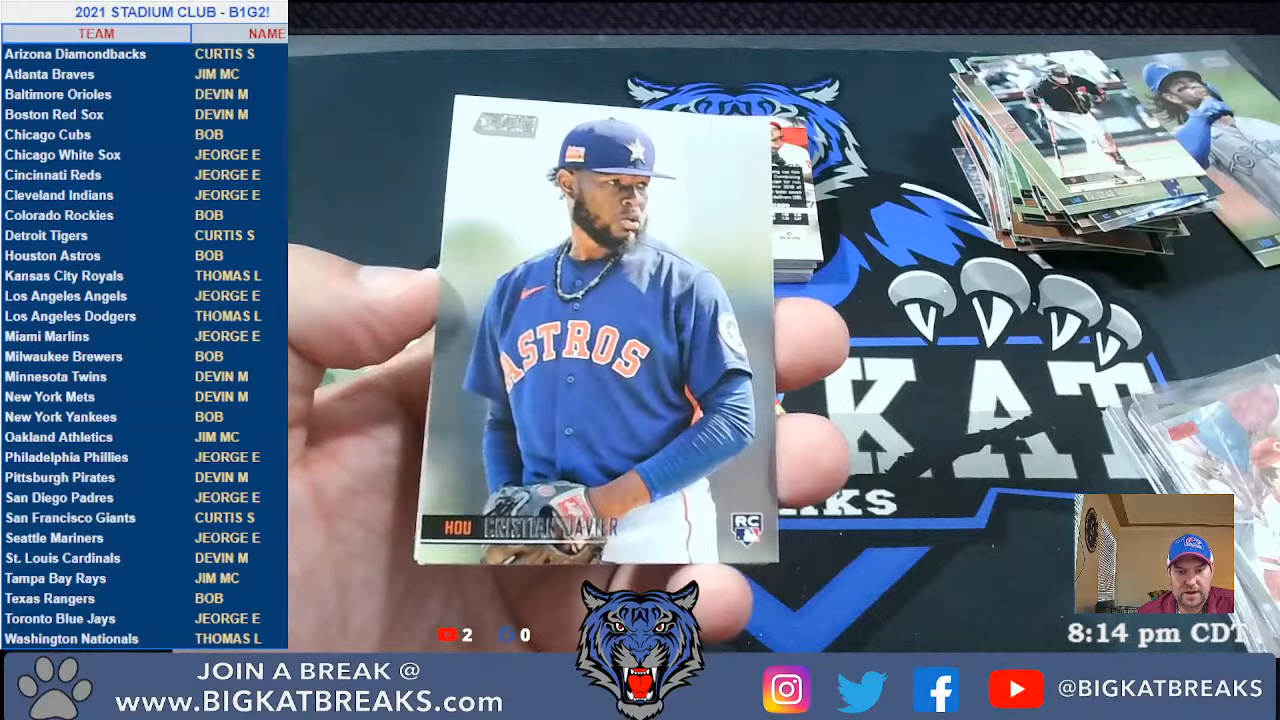 2021 STADIUM CLUB - B1G2!
TEAM NAME
Arizona Diamondbacks CURTIS S
Atlanta Braves JIM MC
Baltimore Orioles DEVIN M
Boston Red Sox DEVIN M
Chicago Cubs BOB
Chicago White Sox JEORGE E
Cincinnati Reds JEORGE E
Cleveland Indians JEORGE E
Colorado Rockies BOB
Detroit Tigers CURTIS S
Houston Astros BOB
Kansas City Royals THOMAS L
Los Angeles Angels JEORGE E
Los Angeles Dodgers THOMAS L
Miami Marlins JEORGE E
Milwaukee Brewers BOB
Minnesota Twins DEVIN M
New York Mets DEVIN M
New York Yankees BOB
Oakland Athletics JIM MC
Philadelphia Phillies JEORGE E
Pittsburgh Pirates DEVIN M
San Diego Padres JEORGE E
San Francisco Giants CURTIS S
Seattle Mariners JEORGE E
St. Louis Cardinals DEVIN M
Tampa Bay Rays JIM MC
Texas Rangers BOB
Toronto Blue Jays JEORGE E
Washington Nationals THOMAS L
ASTROS
HOU CRISTIAN JAVIER
RC
K AT
KS
2 0
8:14 pm CDT
JOIN A BREAK @
www.BIGKATBREAKS.com
@BIGKATBREAKS